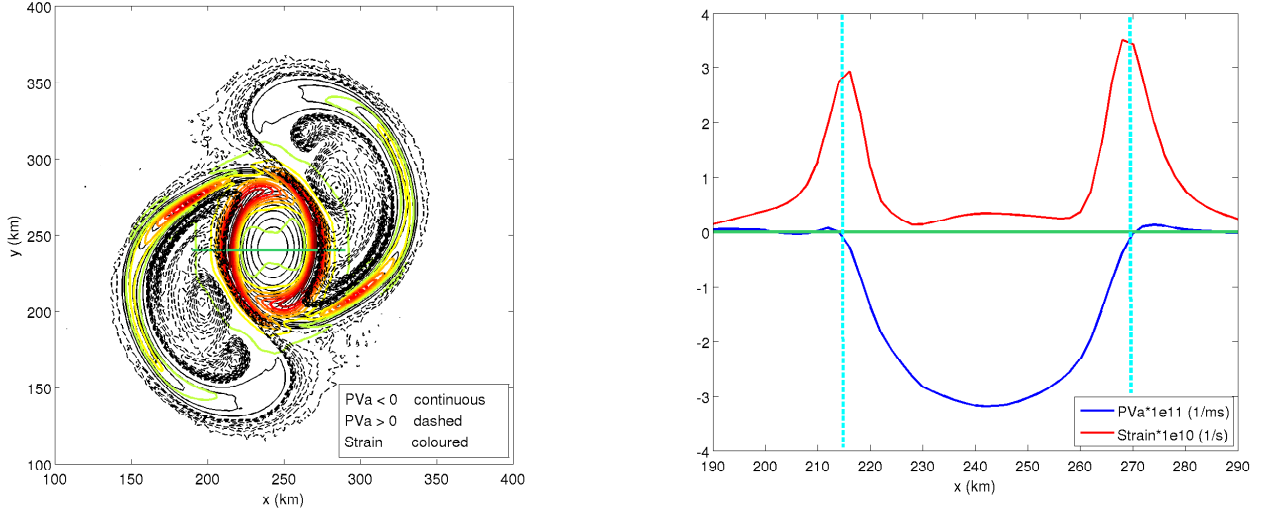 400
350
300
250
200
150
100
y (km)
100 150 200 250 300 350 400
x (km)
PVa < 0 continuous
PVa > 0 dashed
Strain coloured
4
3
2
1
0
-1
-2
-3
-4
190 200 210 220 230 240 250 260 270 280 290
x (km)
PVa*1e11 (1/ms)
Strain*1e10 (1/s)